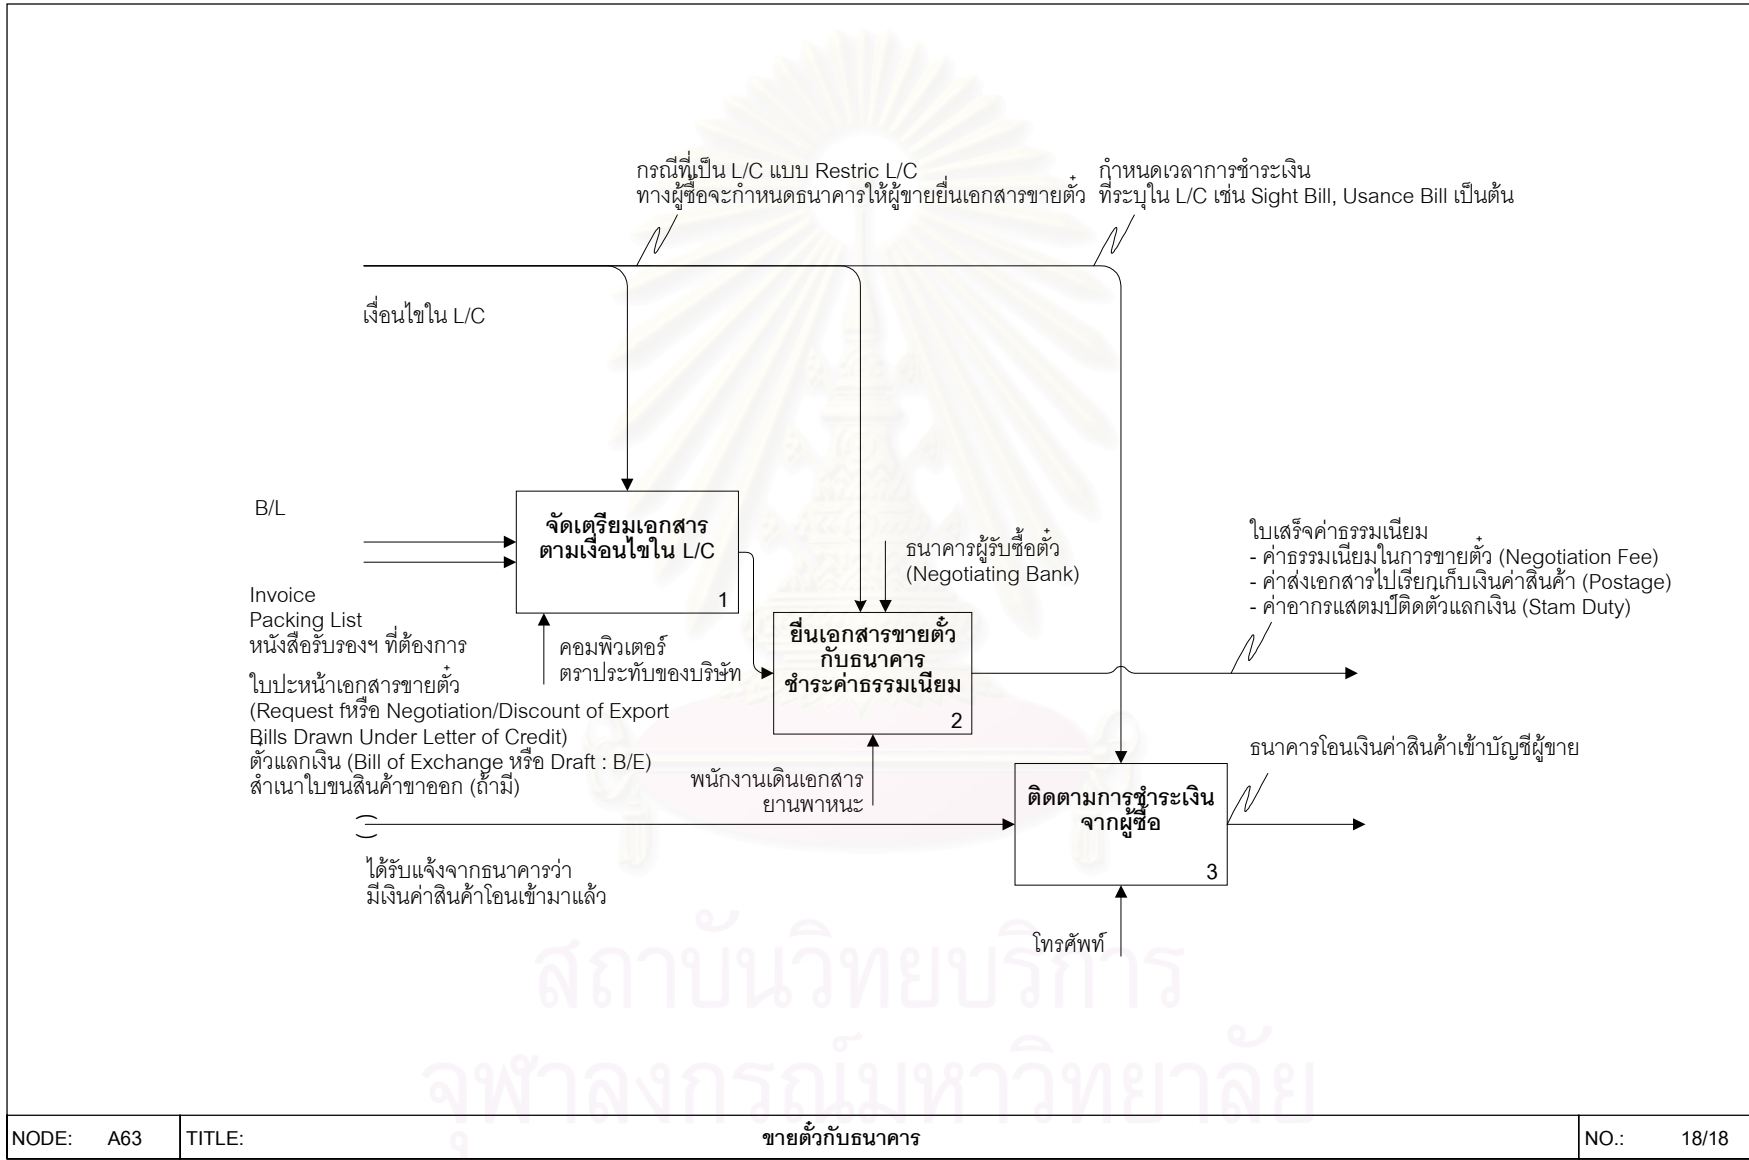 กรณีที่เป็น L/C แบบ Restric L/C
ทางผู้ซื้อจะกำหนดธนาคารให้ผู้ขายยื่นเอกสารขายตั๋ว
กำหนดเวลาการชำระเงิน
ที่ระบุใน L/C เช่น Sight Bill, Usance Bill เป็นต้น
เงื่อนไขใน L/C
B/L
จัดเตรียมเอกสาร
ตามเงื่อนไขใน L/C
1
ธนาคารผู้รับซื้อตั๋ว
(Negotiating Bank)
ใบเสร็จค่าธรรมเนียม
- ค่าธรรมเนียมในการขายตั๋ว (Negotiation Fee)
- ค่าส่งเอกสารไปเรียกเก็บเงินค่าสินค้า (Postage)
- ค่าอากรแสตมป์ติดตั๋วแลกเงิน (Stam Duty)
Invoice
Packing List
หนังสือรับรองฯ ที่ต้องการ
ใบปะหน้าเอกสารขายตั๋ว
(Request fหรือ Negotiation/Discount of Export
Bills Drawn Under Letter of Credit)
ตั๋วแลกเงิน (Bill of Exchange หรือ Draft : B/E)
สำเนาใบขนสินค้าขาออก (ถ้ามี)
คอมพิวเตอร์
ตราประทับของบริษัท
ยื่นเอกสารขายตั๋ว
กับธนาคาร
ชำระค่าธรรมเนียม
2
พนักงานเดินเอกสาร
ยานพาหนะ
ธนาคารโอนเงินค่าสินค้าเข้าบัญชีผู้ขาย
ติดตามการชำระเงิน
จากผู้ซื้อ
3
ได้รับแจ้งจากธนาคารว่า
มีเงินค่าสินค้าโอนเข้ามาแล้ว
โทรศัพท์
สถาบันวิทยบริการ
จุฬาลงกรณ์มหาวิทยาลัย
NODE: A63 TITLE: ขายตั๋วกับธนาคาร NO.: 18/18